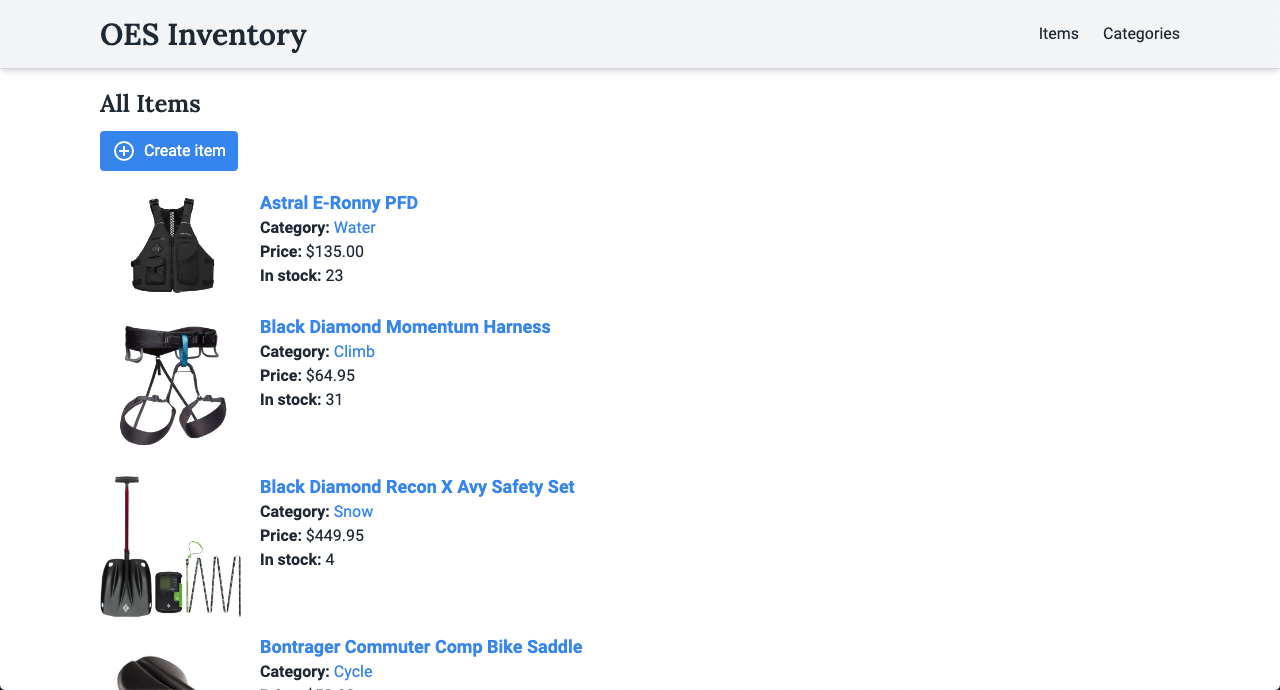 OES Inventory
Items
Categories
All Items
Create item
Astral E-Ronny PFD
Category: Water
Price: $135.00
In stock: 23
Black Diamond Momentum Harness
Category: Climb
Price: $64.95
In stock: 31
Black Diamond Recon X Avy Safety Set
Category: Snow
Price: $449.95
In stock: 4
Bontrager Commuter Comp Bike Saddle
Category: Cycle